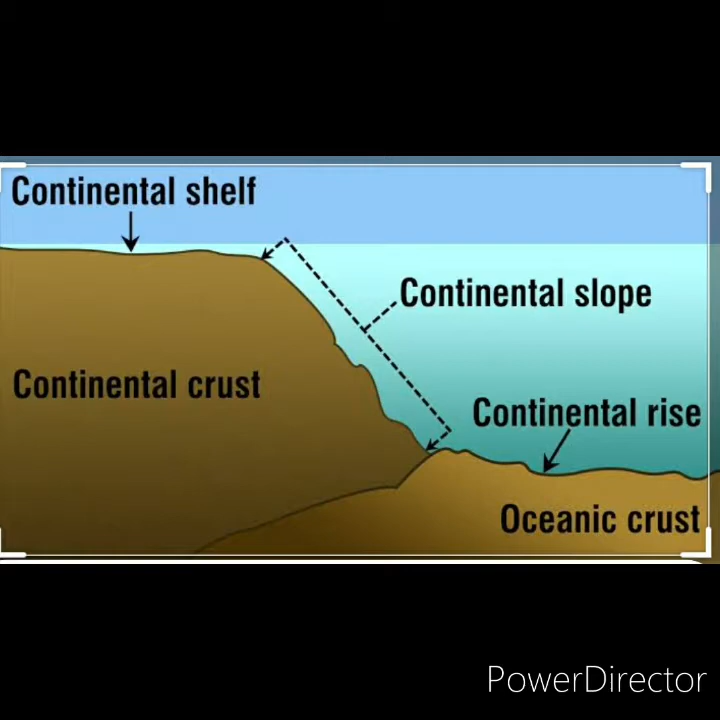 Continental shelf
Continental slope
Continental crust
Continental rise
Oceanic crust
PowerDirector